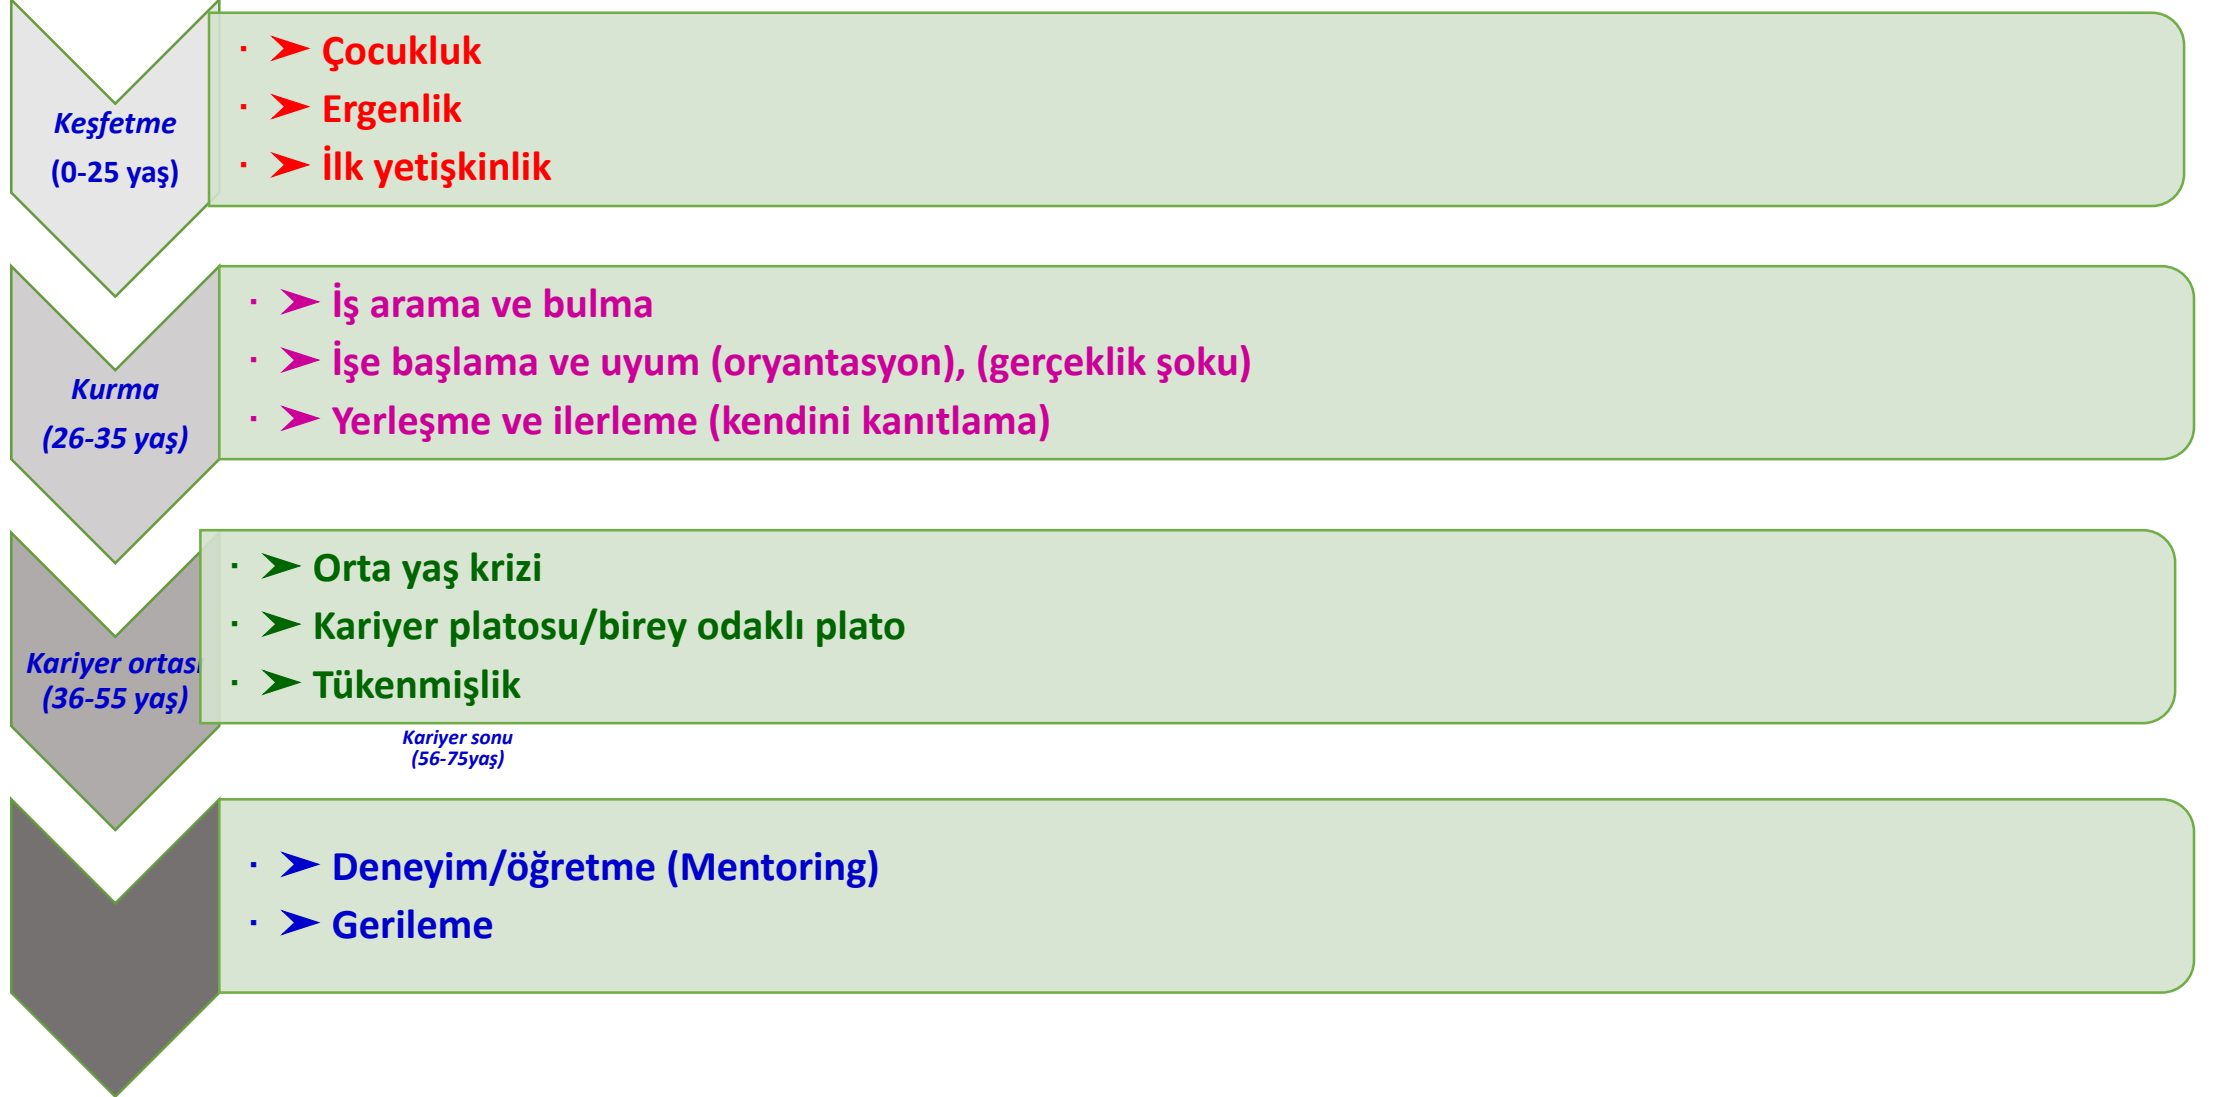 Keşfetme
(0-25 yaş)
· ➤ Çocukluk
· ➤ Ergenlik
· ➤ İlk yetişkinlik
Kurma
(26-35 yaş)
· ➤ İş arama ve bulma
· ➤ İşe başlama ve uyum (oryantasyon), (gerçeklik şoku)
· ➤ Yerleşme ve ilerleme (kendini kanıtlama)
Kariyer ortası
(36-55 yaş)
· ➤ Orta yaş krizi
· ➤ Kariyer platosu/birey odaklı plato
· ➤ Tükenmişlik
Kariyer sonu
(56-75yaş)
· ➤ Deneyim/öğretme (Mentoring)
· ➤ Gerileme